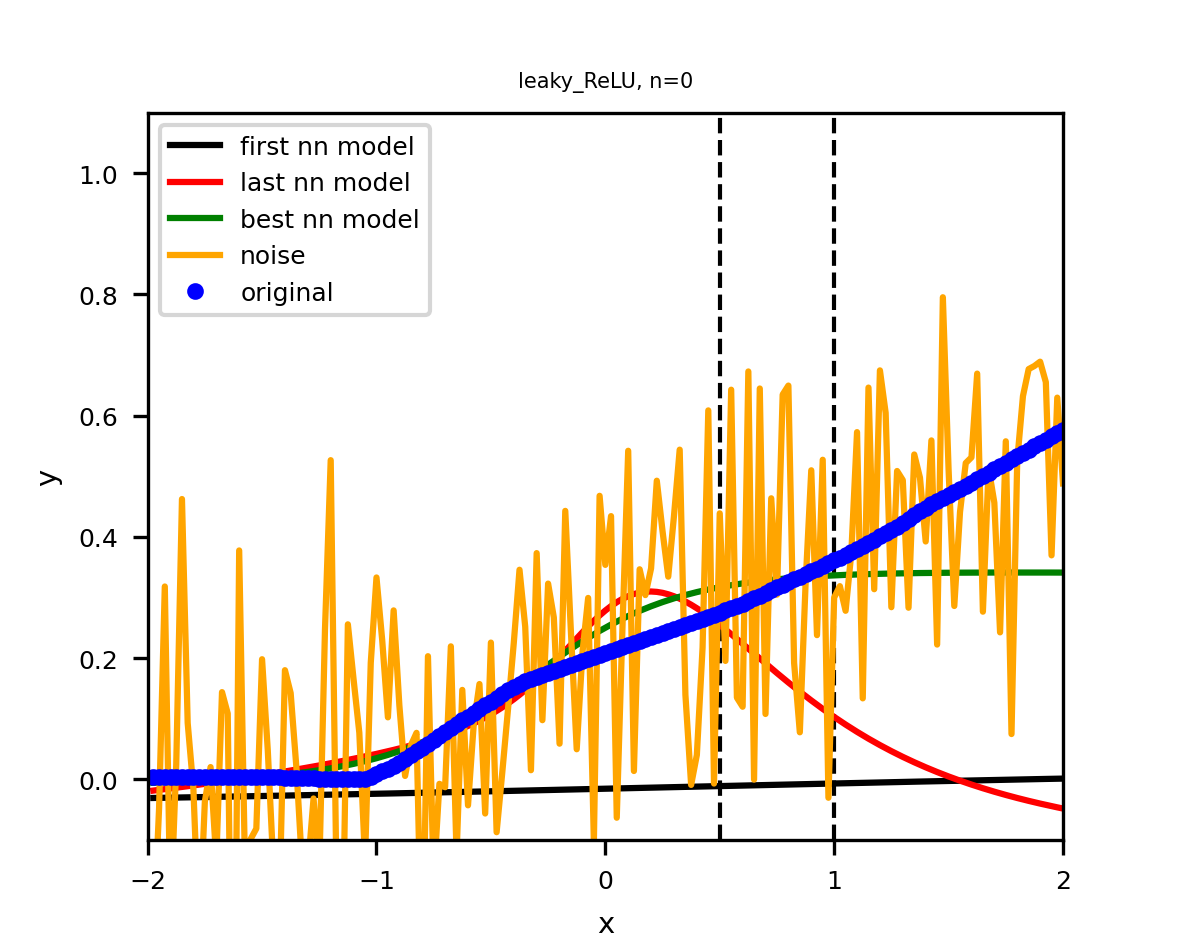 leaky_ReLU, n=0
first nn model
last nn model
best nn model
noise
original
y
1.0
0.8
0.6
0.4
0.2
0.0
−2
−1
0
1
2
x